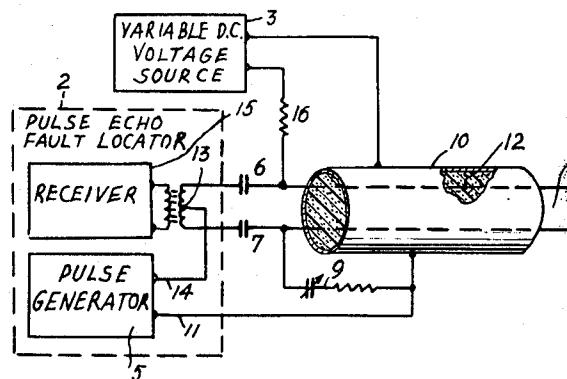 VARIABLE D.C.
VOLTAGE
SOURCE
3
2
15
16
10
12
PULSE ECHO
FAULT LOCATOR
13
6
RECEIVER
7
9
PULSE
GENERATOR
14
11
5